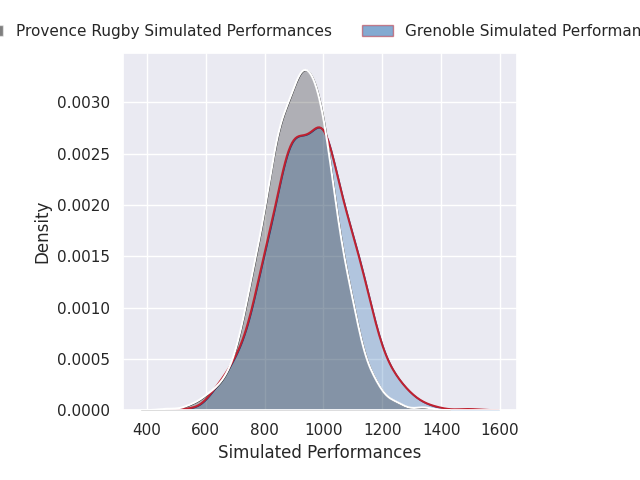 Provence Rugby Simulated Performances
Grenoble Simulated
0.0030
0.0025
0.0020
0.0015
0.0010
0.0005
0.0000
Density
400 600 800 1000 1200 1400 1600
Simulated Performances